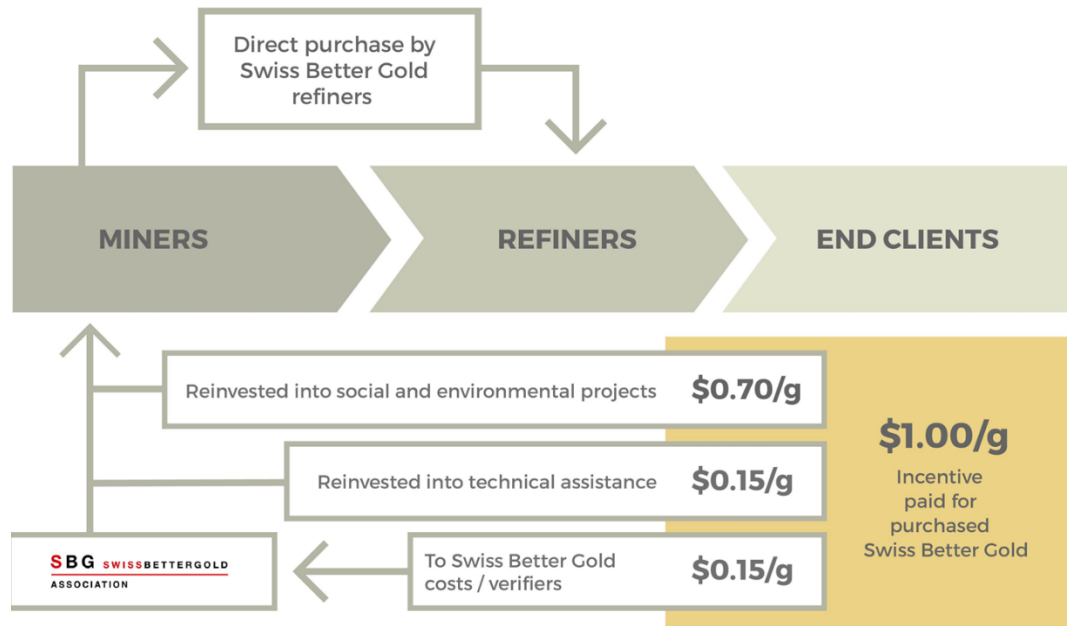 Direct purchase by
Swiss Better Gold
refiners
MINERS
REFINERS
END CLIENTS
Reinvested into social and environmental projects $0.70/g
Reinvested into technical assistance $0.15/g
To Swiss Better Gold
costs / verifiers
$0.15/g
$1.00/g
Incentive
paid for
purchased
Swiss Better Gold
SBG SWISSBETTERGOLD
ASSOCIATION